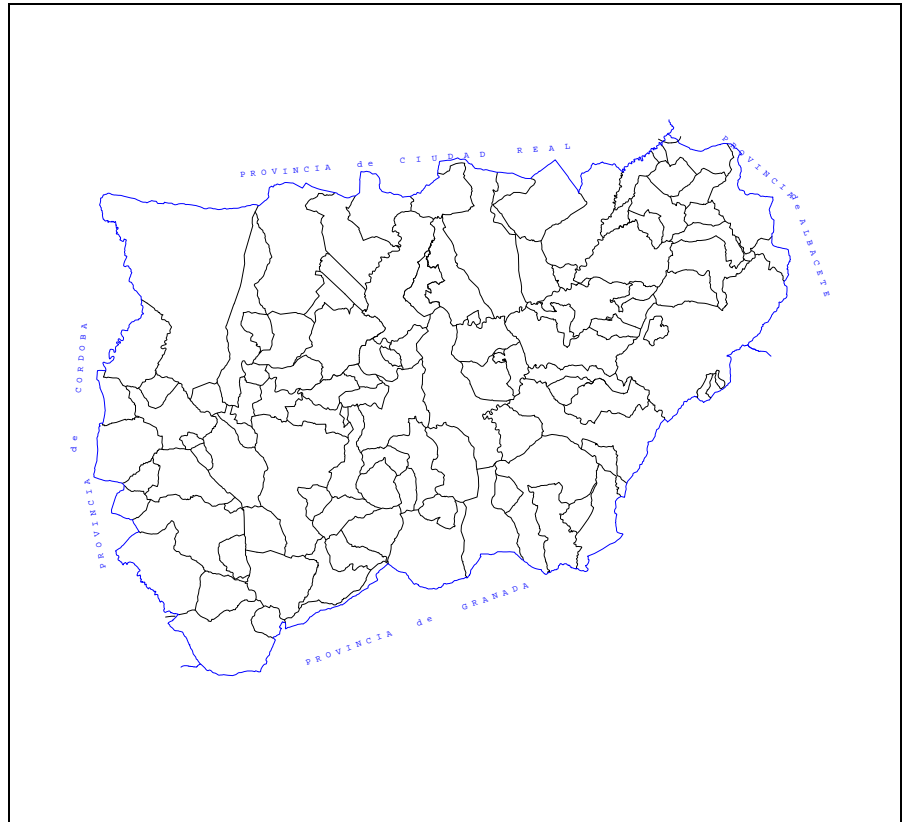 PROVINCIA de CIUDAD REAL
PROVINCIA de ALBACETE
PROVINCIA de CORDOBA
PROVINCIA de GRANADA